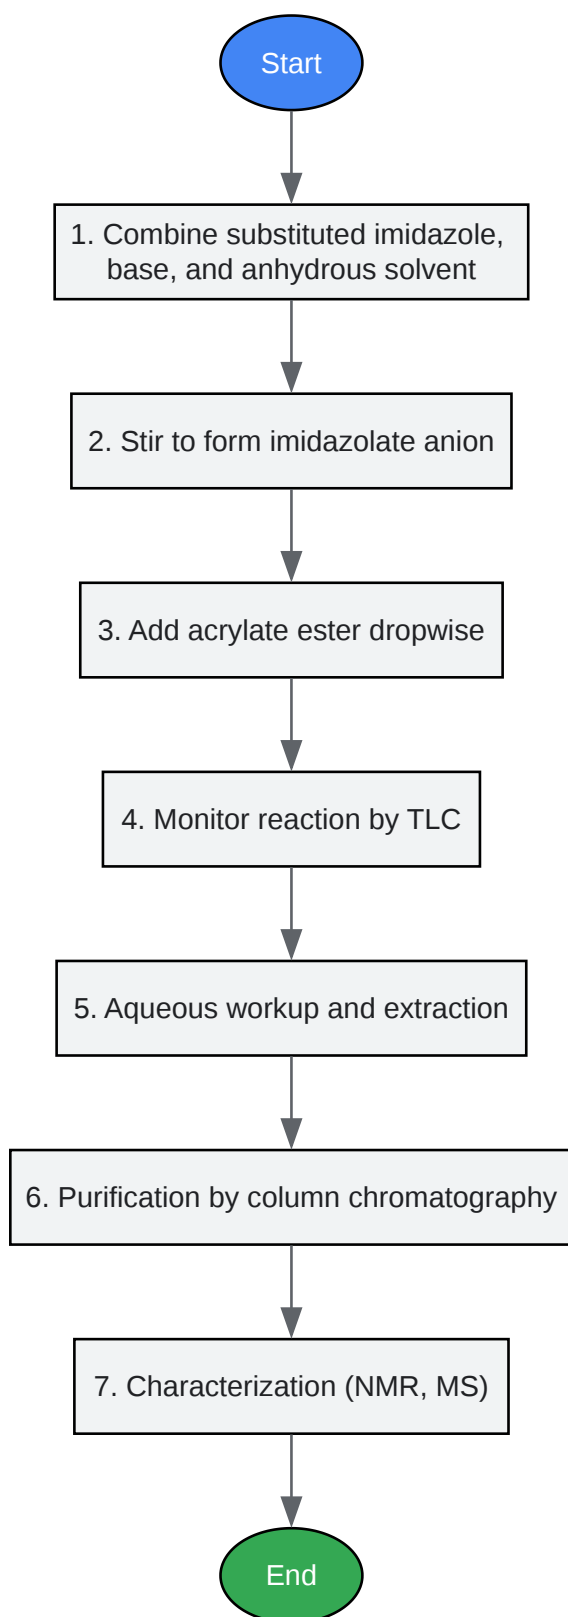 Start
1. Combine substituted imidazole,
base, and anhydrous solvent
2. Stir to form imidazolate anion
3. Add acrylate ester dropwise
4. Monitor reaction by TLC
5. Aqueous workup and extraction
6. Purification by column chromatography
7. Characterization (NMR, MS)
End